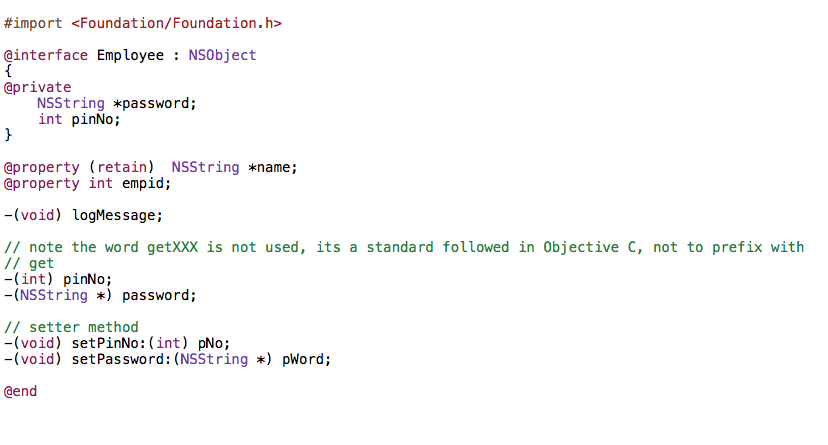 #import <Foundation/Foundation.h>
@interface Employee : NSObject
{
@private
    NSString *password;
    int pinNo;
}
@property (retain)  NSString *name;
@property int empid;
-(void) logMessage;
// note the word getXXX is not used, its a standard followed in Objective C, not to prefix with
// get
-(int) pinNo;
-(NSString *) password;
// setter method
-(void) setPinNo:(int) pNo;
-(void) setPassword:(NSString *) pWord;
@end